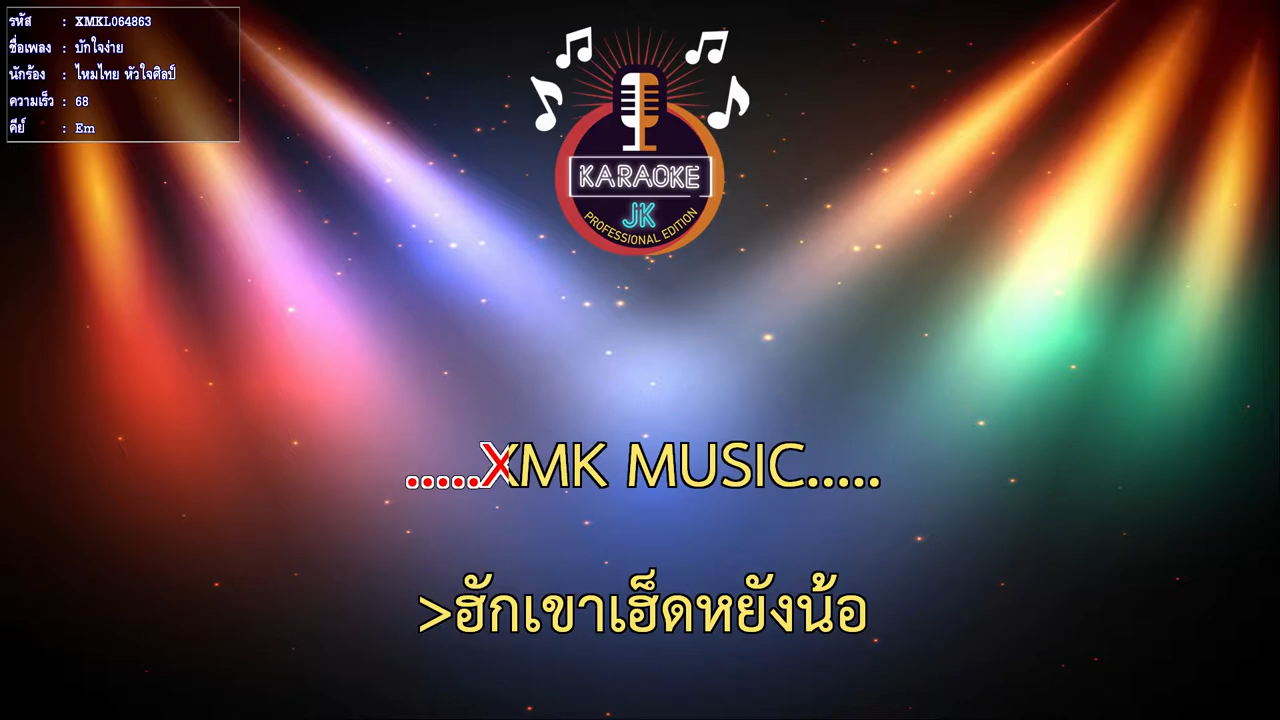 รหัส : XMKL064863
ชื่อเพลง : บักใจง่าย
นักร้อง : ไหมไทย หัวใจศิลป์
ความเร็ว : 68
คีย์ : Em
KARAOKE
JK
PROFESSIONAL EDITION
.....XMK MUSIC.....
>ฮักเขาเฮ็ดหยังน้อ